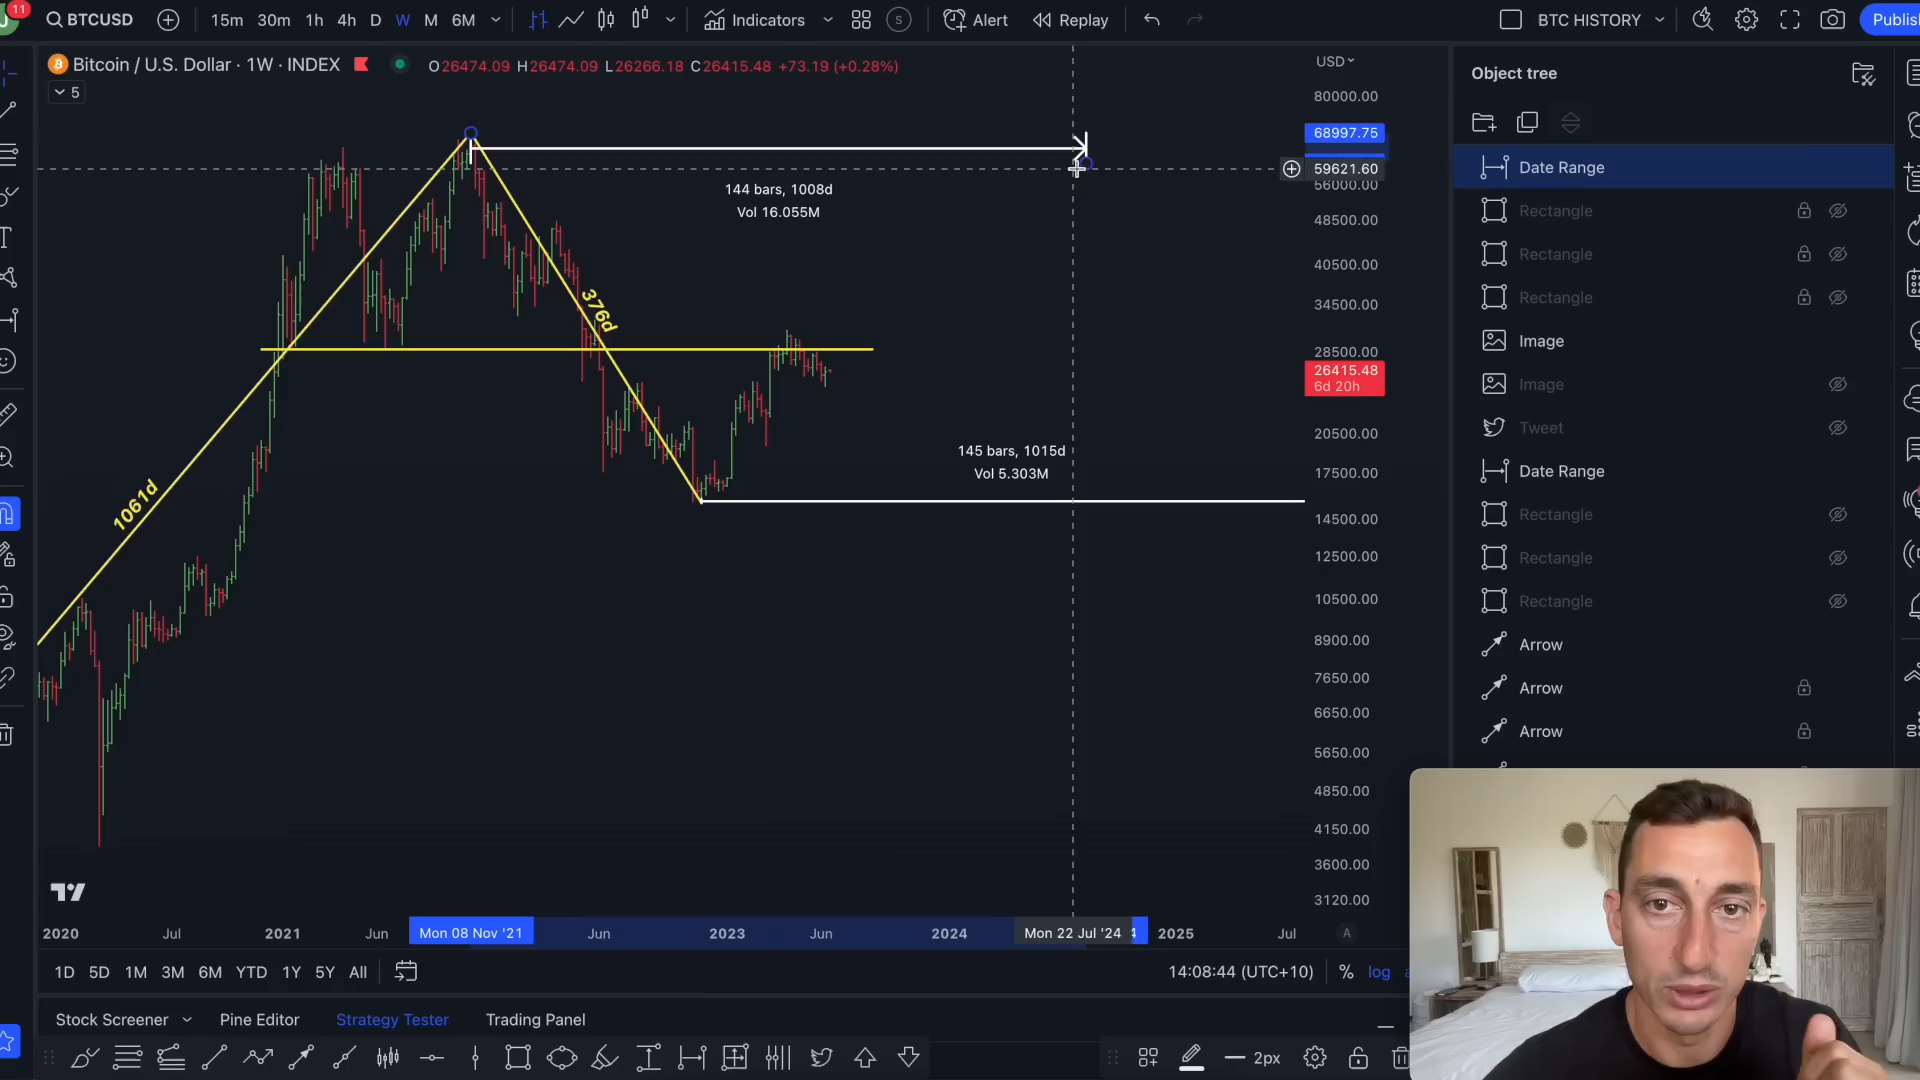 11
BTCUSD 15m 30m 1h 4h D W M 6M Indicators S Alert Replay BTC HISTORY Publis
Bitcoin / U.S. Dollar · 1W · INDEX O26474.09 H26474.09 L26266.18 C26415.48 +73.19 (+0.28%)
5
USD
80000.00
68997.75
59621.60
56000.00
48500.00
40500.00
34500.00
28500.00
26415.48
6d 20h
20500.00
17500.00
14500.00
12500.00
10500.00
8900.00
7650.00
6650.00
5650.00
4850.00
4150.00
3600.00
3120.00
144 bars, 1008d
Vol 16.055M
376d
1061d
145 bars, 1015d
Vol 5.303M
2020 Jul 2021 Jun Mon 08 Nov '21 Jun 2023 Jun 2024 Mon 22 Jul '24 4 2025 Jul A
1D 5D 1M 3M 6M YTD 1Y 5Y All 14:08:44 (UTC+10) % log a
Stock Screener Pine Editor Strategy Tester Trading Panel
2px
Object tree
Date Range
Rectangle
Rectangle
Rectangle
Image
Image
Tweet
Date Range
Rectangle
Rectangle
Rectangle
Arrow
Arrow
Arrow